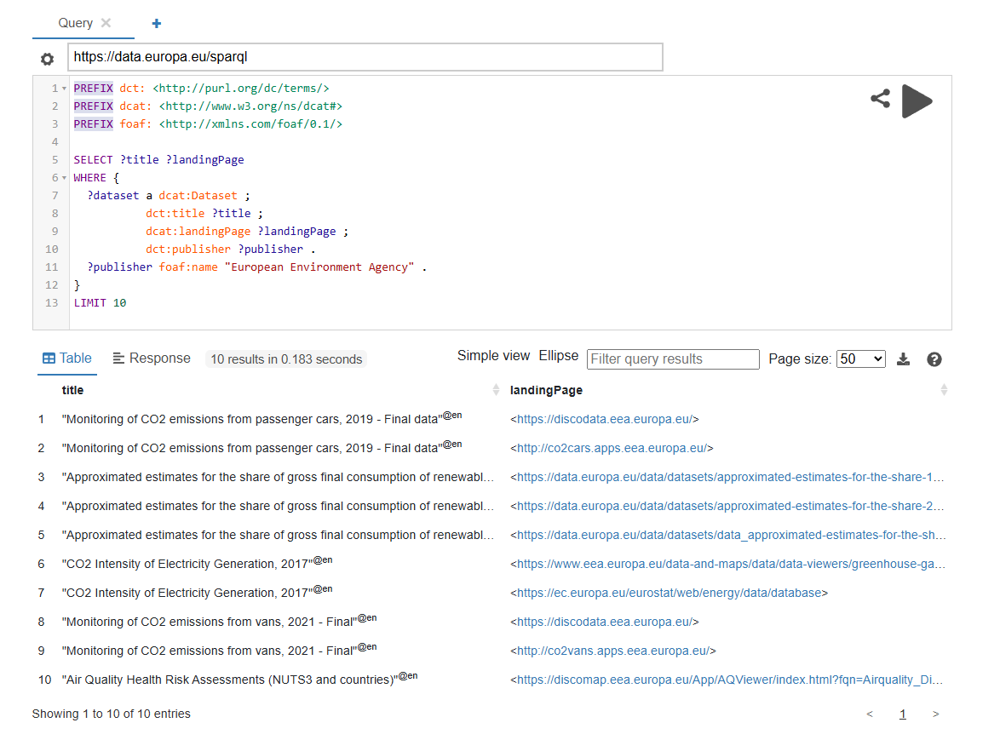 Query
https://data.europa.eu/sparql
1 PREFIX dct: <http://purl.org/dc/terms/>
2 PREFIX dcat: <http://www.w3.org/ns/dcat#>
3 PREFIX foaf: <http://xmlns.com/foaf/0.1/>
4
5 SELECT ?title ?landingPage
6 WHERE {
7 ?dataset a dcat:Dataset ;
8 dct:title ?title ;
9 dcat:landingPage ?landingPage ;
10 dct:publisher ?publisher .
11 ?publisher foaf:name "European Environment Agency" .
12 }
13 LIMIT 10
Table Response 10 results in 0.183 seconds Simple view Ellipse Filter query results Page size: 50
title landingPage
1 "Monitoring of CO2 emissions from passenger cars, 2019 - Final data"@en <https://discodata.eea.europa.eu/>
2 "Monitoring of CO2 emissions from passenger cars, 2019 - Final data"@en <http://co2cars.apps.eea.europa.eu/>
3 "Approximated estimates for the share of gross final consumption of renewabl... <https://data.europa.eu/data/datasets/approximated-estimates-for-the-share-1...
4 "Approximated estimates for the share of gross final consumption of renewabl... <https://data.europa.eu/data/datasets/approximated-estimates-for-the-share-2...
5 "Approximated estimates for the share of gross final consumption of renewabl... <https://data.europa.eu/data/datasets/data_approximated-estimates-for-the-sh...
6 "CO2 Intensity of Electricity Generation, 2017"@en <https://www.eea.europa.eu/data-and-maps/data/data-viewers/greenhouse-ga...
7 "CO2 Intensity of Electricity Generation, 2017"@en <https://ec.europa.eu/eurostat/web/energy/data/database>
8 "Monitoring of CO2 emissions from vans, 2021 - Final"@en <https://discodata.eea.europa.eu/>
9 "Monitoring of CO2 emissions from vans, 2021 - Final"@en <http://co2vans.apps.eea.europa.eu/>
10 "Air Quality Health Risk Assessments (NUTS3 and countries)"@en <https://discomap.eea.europa.eu/App/AQViewer/index.html?fqn=Airquality_Di...
Showing 1 to 10 of 10 entries < 1 >